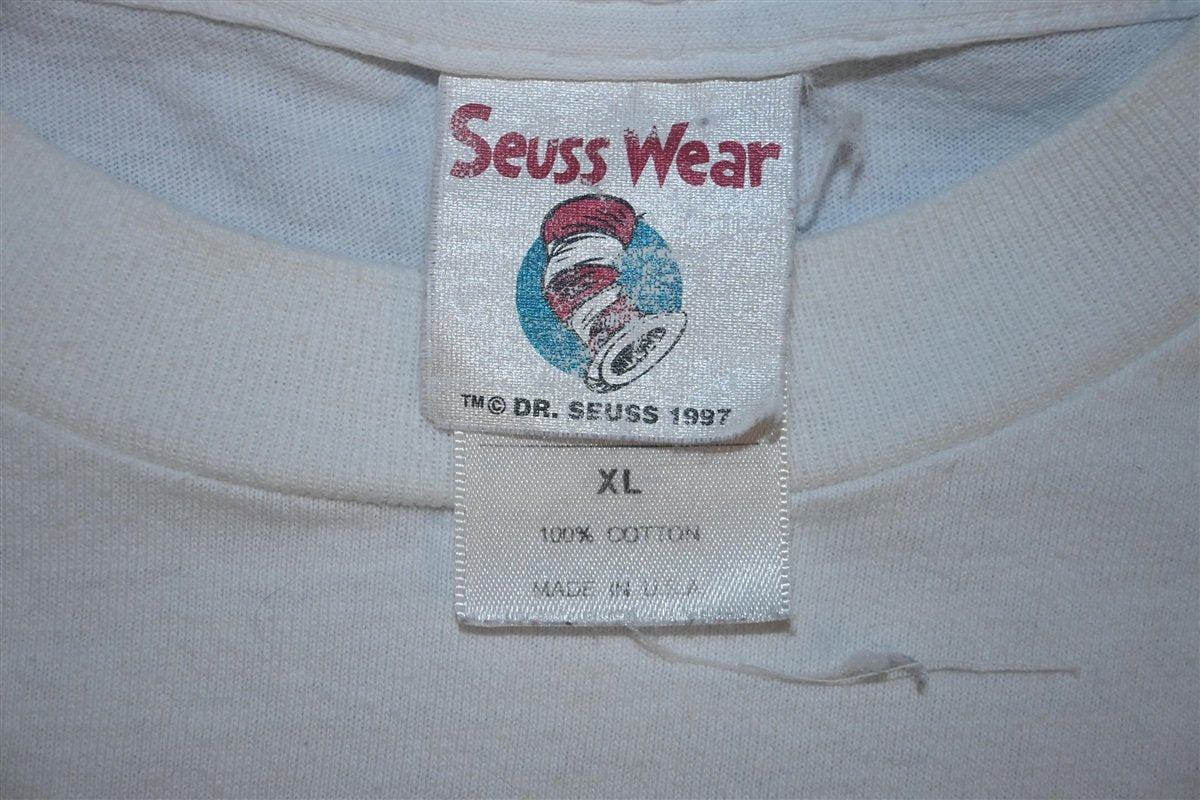 Seuss Wear
TM© DR. SEUSS 1997
XL
100% COTTON
MADE IN U.S.A